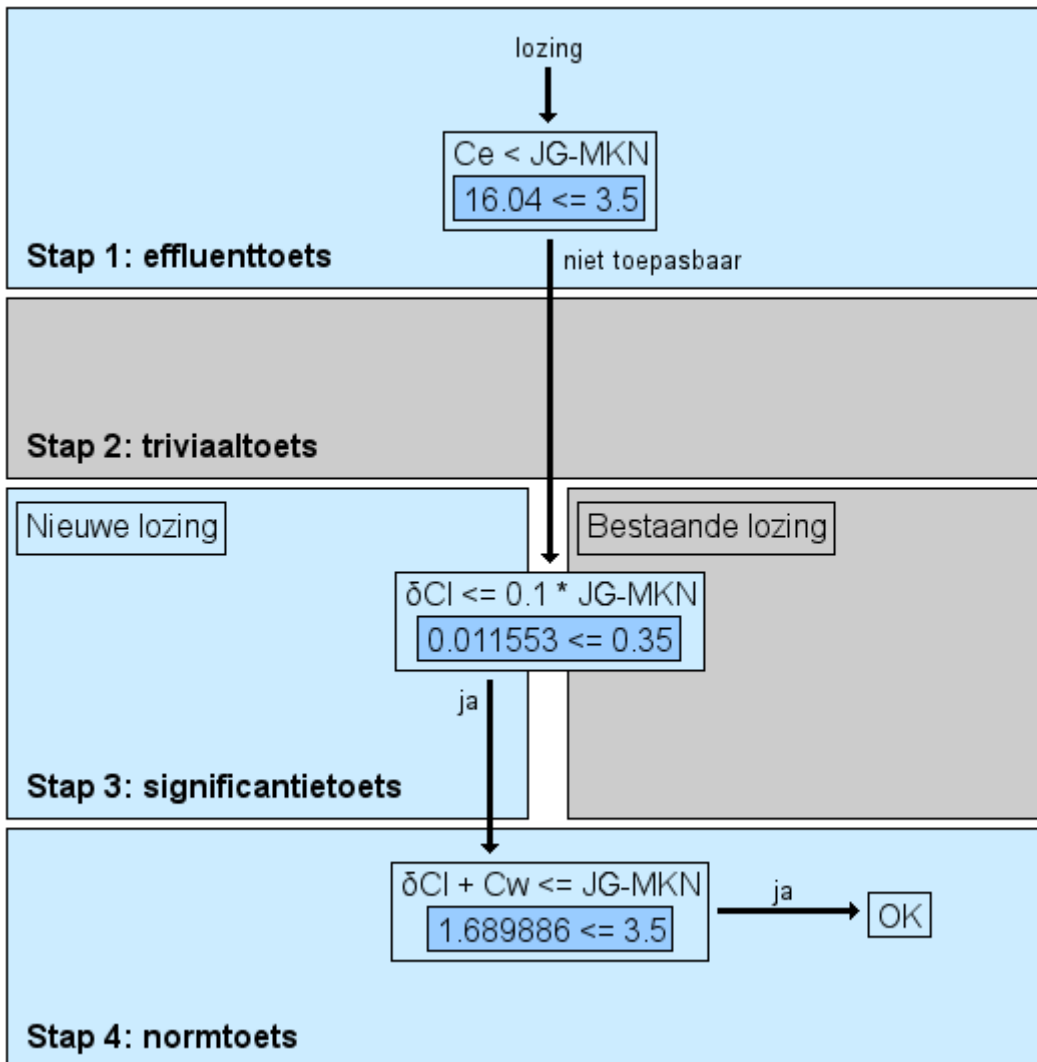 lozing
Ce < JG-MKN
16.04 <= 3.5
Stap 1: effluenttoets
niet toepasbaar
Stap 2: triviaaltoets
Nieuwe lozing
Bestaande lozing
δCl <= 0.1 * JG-MKN
0.011553 <= 0.35
ja
Stap 3: significantietoets
δCl + Cw <= JG-MKN
1.689886 <= 3.5
ja
OK
Stap 4: normtoets